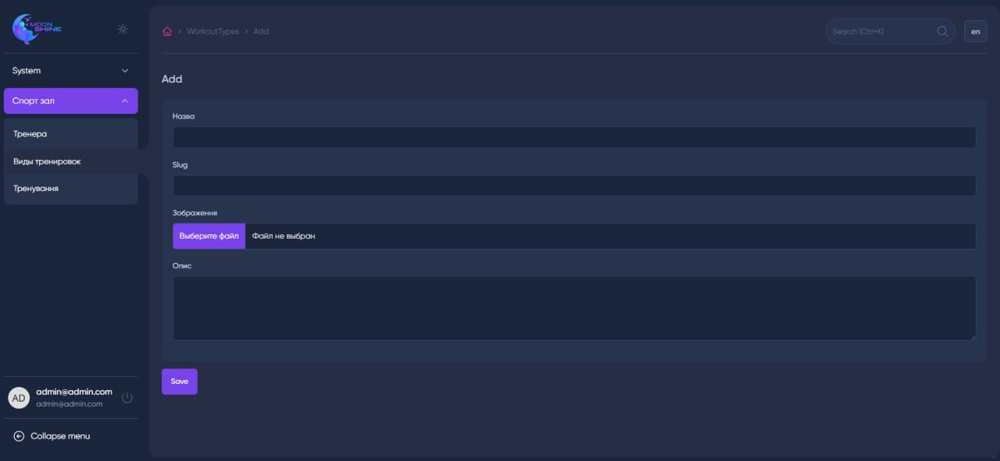 MOON
SHINE
System
Спорт зал
Тренера
Виды тренировок
Тренування
AD
admin@admin.com
admin@admin.com
Collapse menu
WorkoutTypes
Add
Search (Ctrl+K)
en
Add
Назва
Slug
Зображення
Выберите файл Файл не выбран
Опис
Save